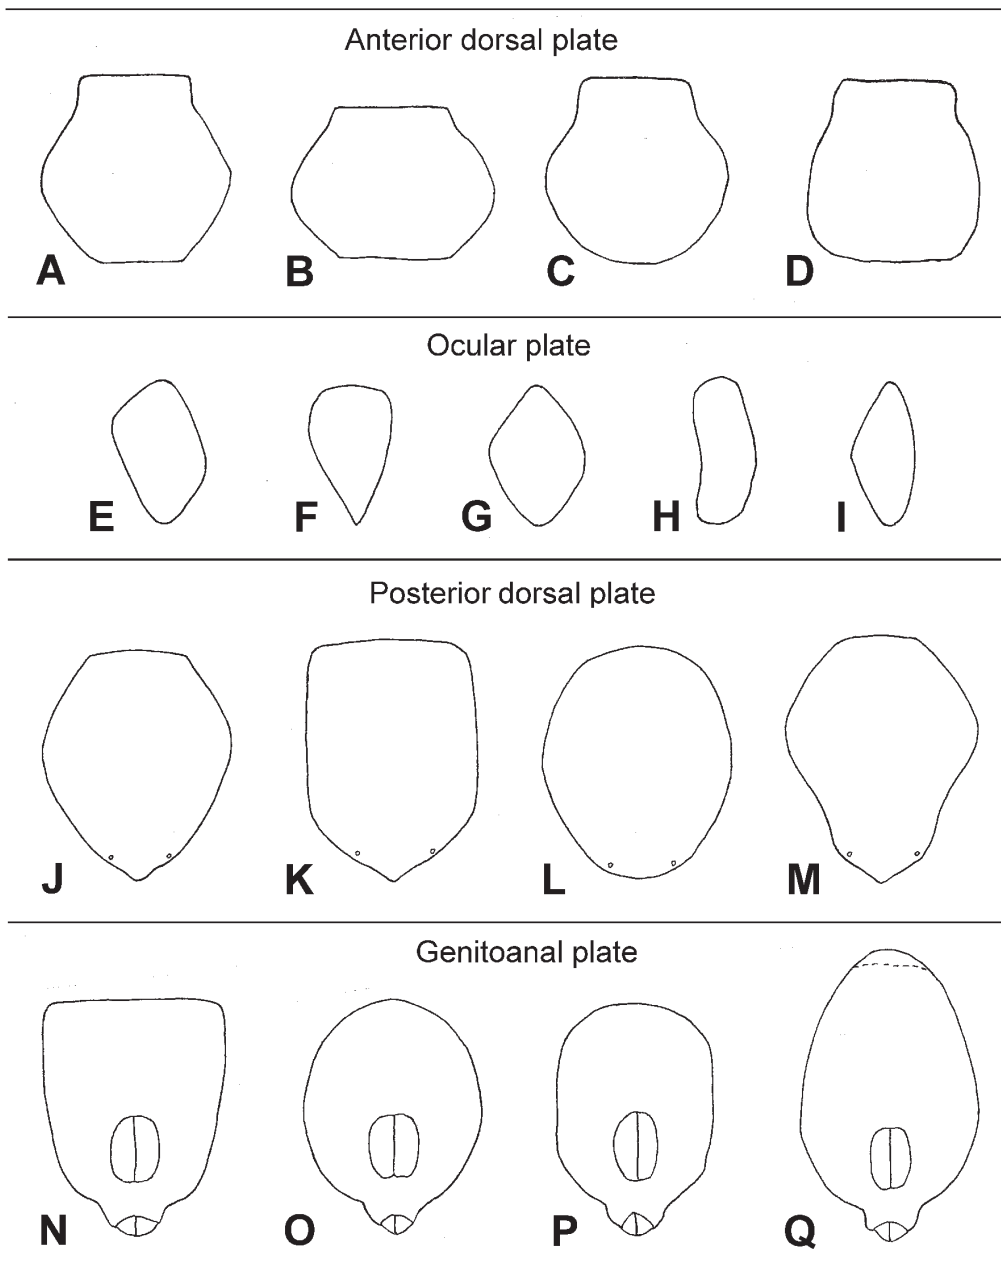 Anterior dorsal plate
A B C D
Ocular plate
E F G H I
Posterior dorsal plate
J K L M
Genitoanal plate
N O P Q